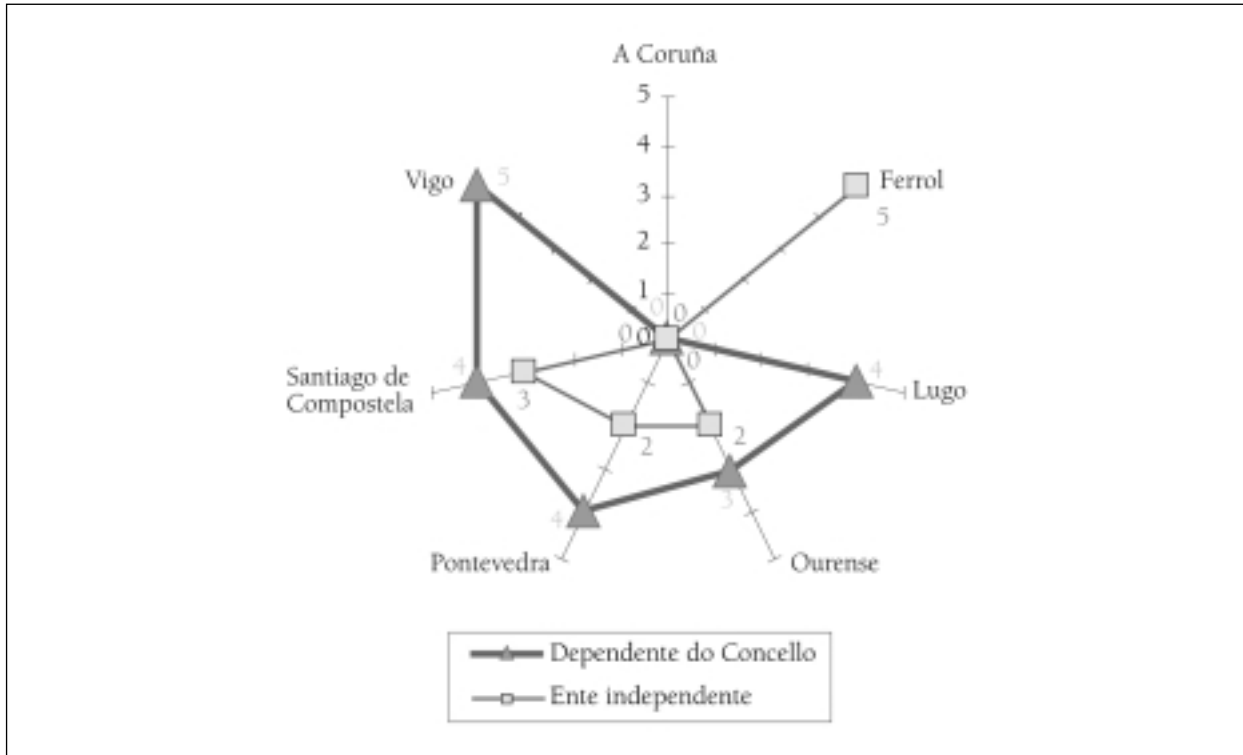 A Coruña
5
4
3
2
1
0
Vigo
5
Ferrol
5
0
0
0
0
0
Santiago de
Compostela
4
3
4
Lugo
2
2
3
4
Pontevedra
Ourense
Dependente do Concello
Ente independente